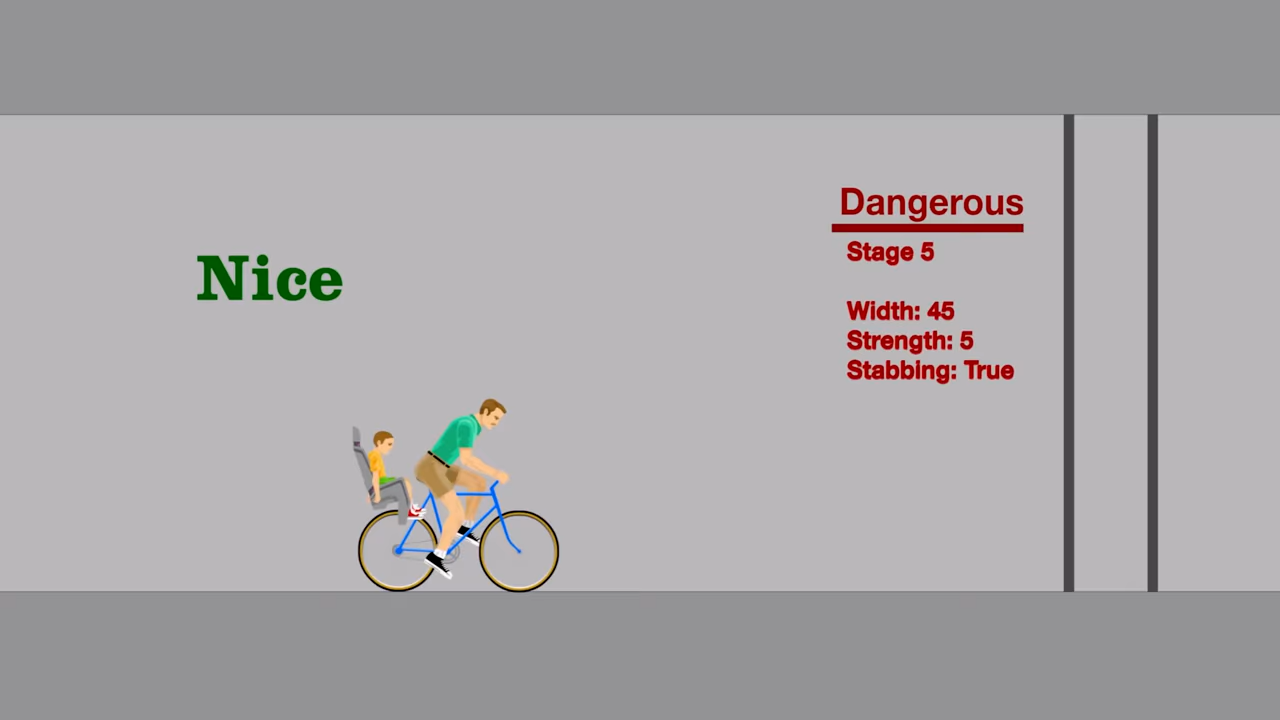 Nice
Dangerous
Stage 5
Width: 45
Strength: 5
Stabbing: True